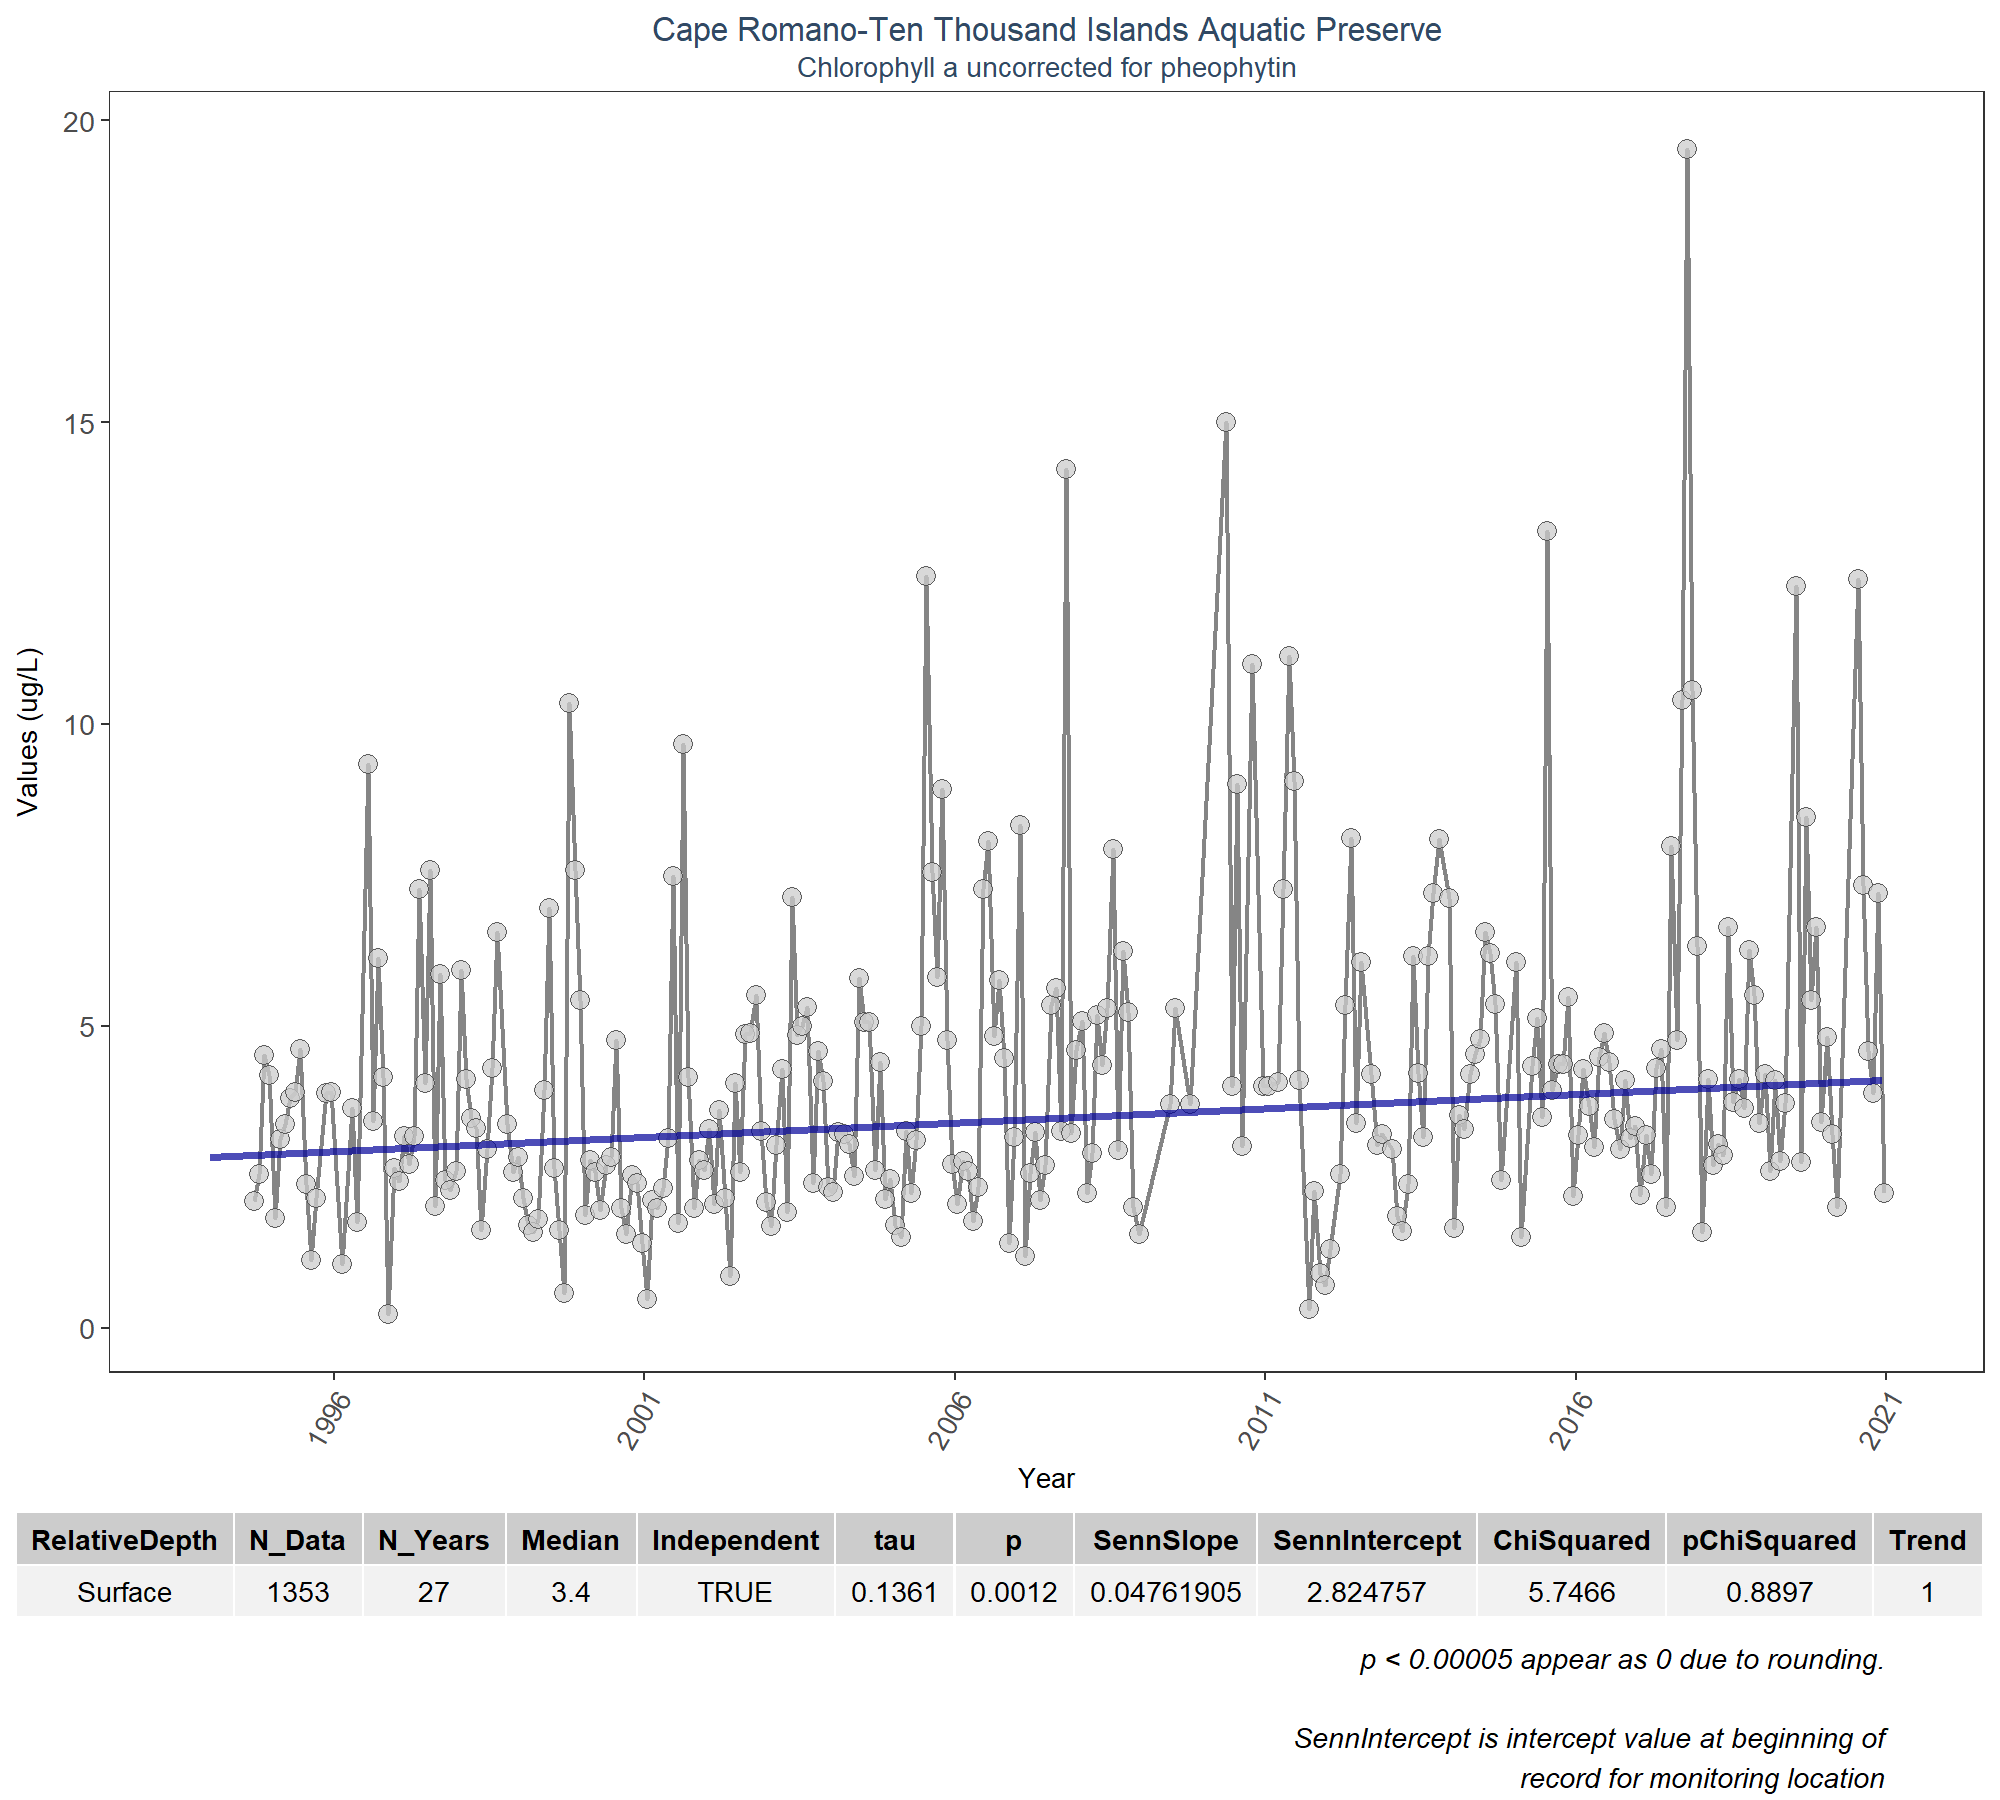 Cape Romano-Ten Thousand Islands Aquatic Preserve
Chlorophyll a uncorrected for pheophytin
Values (ug/L)
20
15
10
5
0
1996
2001
2006
2011
2016
2021
Year
RelativeDepth N_Data N_Years Median Independent tau p SennSlope SennIntercept ChiSquared pChiSquared Trend
Surface 1353 27 3.4 TRUE 0.1361 0.0012 0.04761905 2.824757 5.7466 0.8897 1
p < 0.00005 appear as 0 due to rounding.
SennIntercept is intercept value at beginning of
record for monitoring location